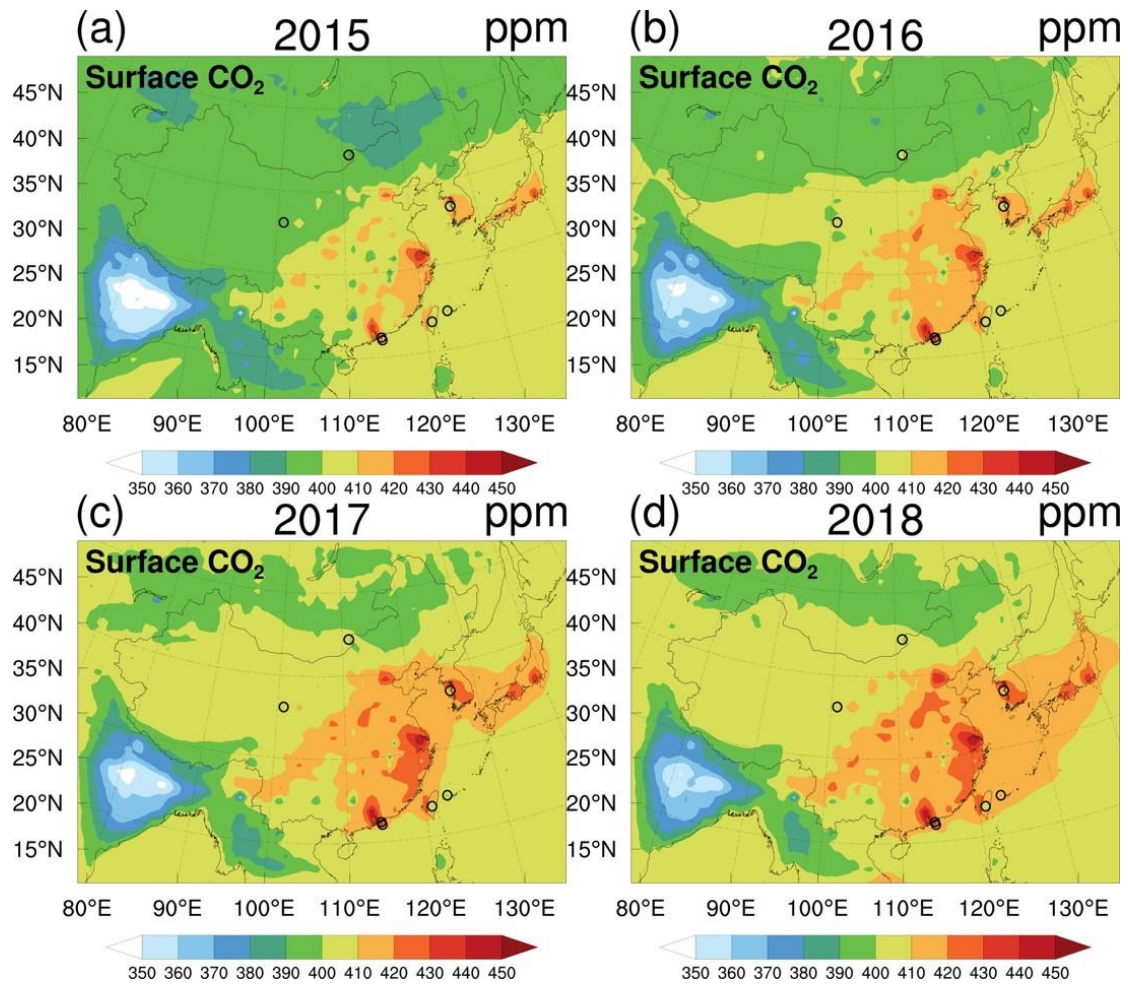 (a) 2015 ppm
Surface CO₂
45°N
40°N
35°N
30°N
25°N
20°N
15°N
80°E 90°E 100°E 110°E 120°E 130°E
350 360 370 380 390 400 410 420 430 440 450
(b) 2016 ppm
Surface CO₂
45°N
40°N
35°N
30°N
25°N
20°N
15°N
80°E 90°E 100°E 110°E 120°E 130°E
350 360 370 380 390 400 410 420 430 440 450
(c) 2017 ppm
Surface CO₂
45°N
40°N
35°N
30°N
25°N
20°N
15°N
80°E 90°E 100°E 110°E 120°E 130°E
350 360 370 380 390 400 410 420 430 440 450
(d) 2018 ppm
Surface CO₂
45°N
40°N
35°N
30°N
25°N
20°N
15°N
80°E 90°E 100°E 110°E 120°E 130°E
350 360 370 380 390 400 410 420 430 440 450